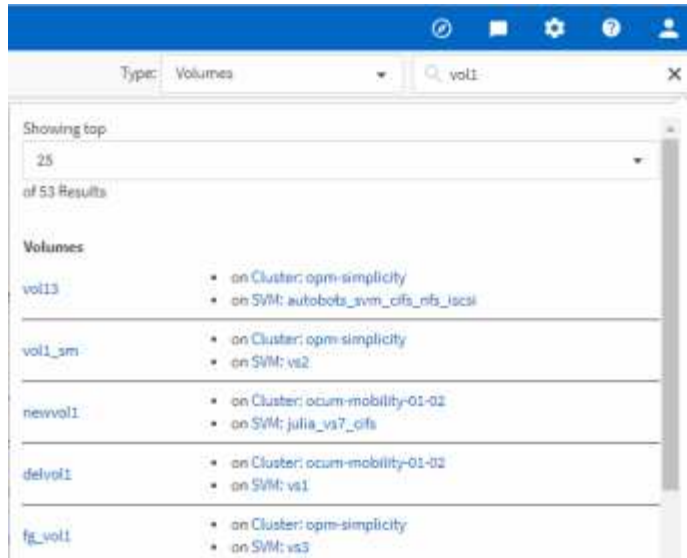 Type: Volumes vol1
Showing top
25
of 53 Results
Volumes
vol13
on Cluster: opm-simplicity
on SVM: autobots_svm_cifs_nfs_iscsi
vol1_sm
on Cluster: opm-simplicity
on SVM: vs2
newvol1
on Cluster: ocum-mobility-01-02
on SVM: julia_vs7_cifs
delvol1
on Cluster: ocum-mobility-01-02
on SVM: vs1
fg_vol1
on Cluster: opm-simplicity
on SVM: vs3